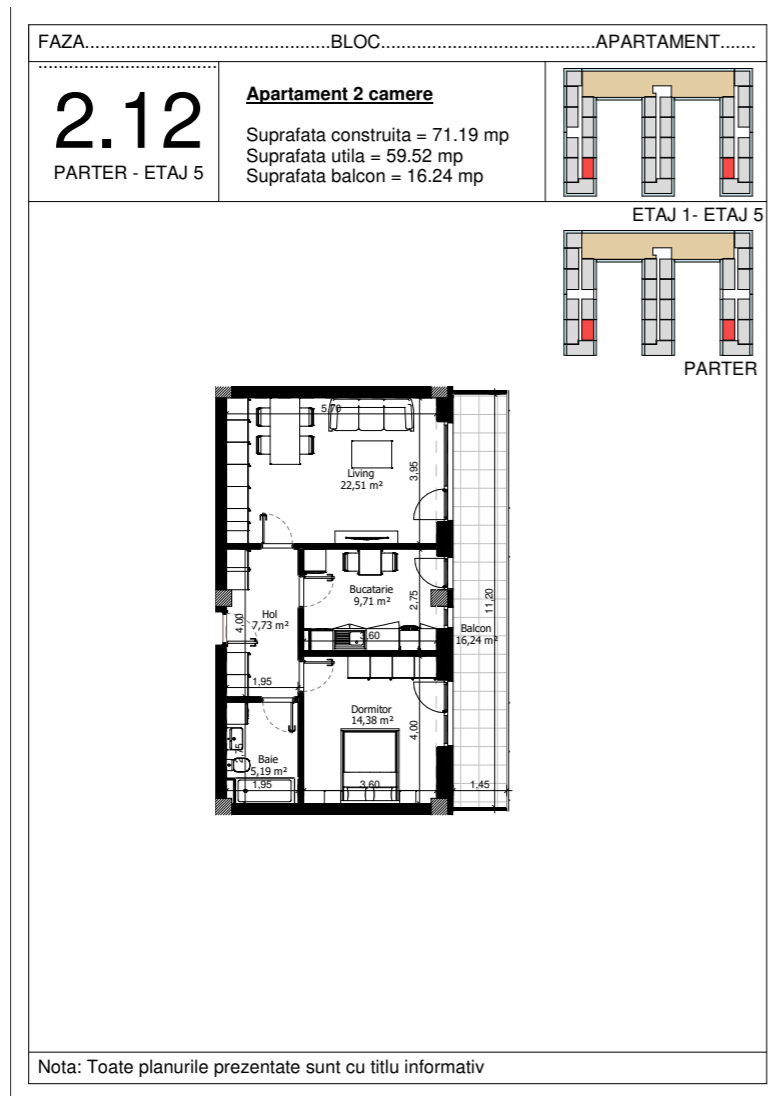 FAZA..........................................BLOC..........................................APARTAMENT.......
..................................
2.12
PARTER - ETAJ 5
Apartament 2 camere
Suprafata construita = 71.19 mp
Suprafata utila = 59.52 mp
Suprafata balcon = 16.24 mp
ETAJ 1- ETAJ 5
PARTER
5,70
Living
22,51 m²
3,95
Bucatarie
9,71 m²
2,75
3,60
Hol
7,73 m²
4,00
1,95
11,20
Balcon
16,24 m²
Dormitor
14,38 m²
4,00
3,60
Baie
5,19 m²
2,75
1,95
1,45
Nota: Toate planurile prezentate sunt cu titlu informativ